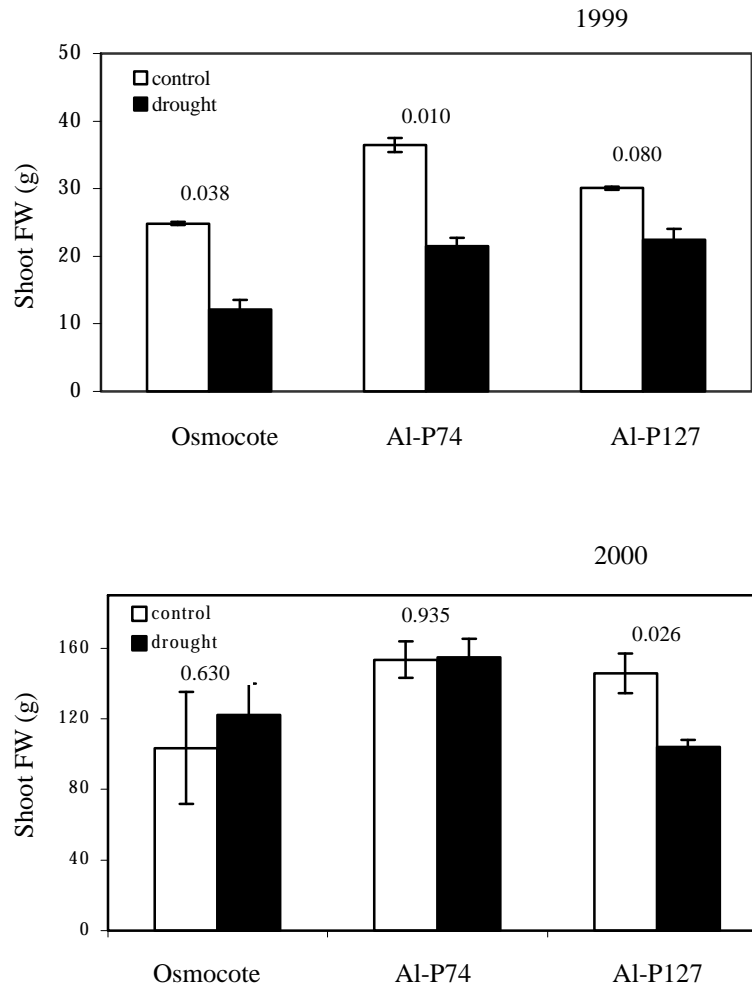 1999
50
control
drought
40
30
20
10
0
Shoot FW (g)
0.038
0.010
0.080
Osmocote Al-P74 Al-P127
2000
control
drought
160
120
80
40
0
Shoot FW (g)
0.630
0.935
0.026
Osmocote Al-P74 Al-P127